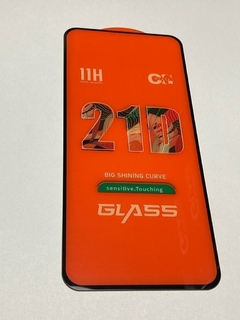 11H
21D
BIG SHINING CURVE
sensitive.Touching
GLASS